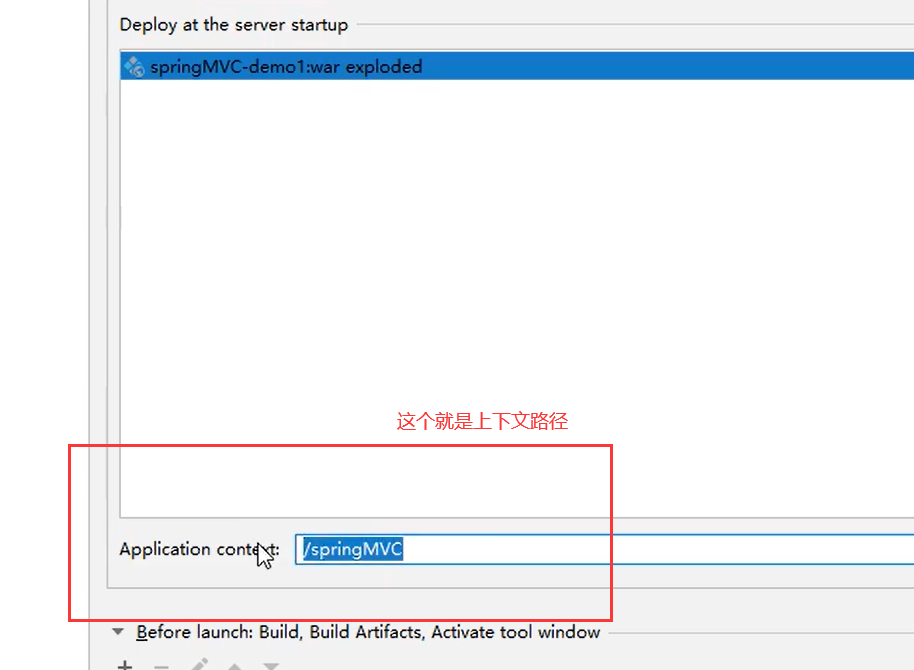 Deploy at the server startup
springMVC-demo1:war exploded
这个就是上下文路径
Application context: /springMVC
Before launch: Build, Build Artifacts, Activate tool window